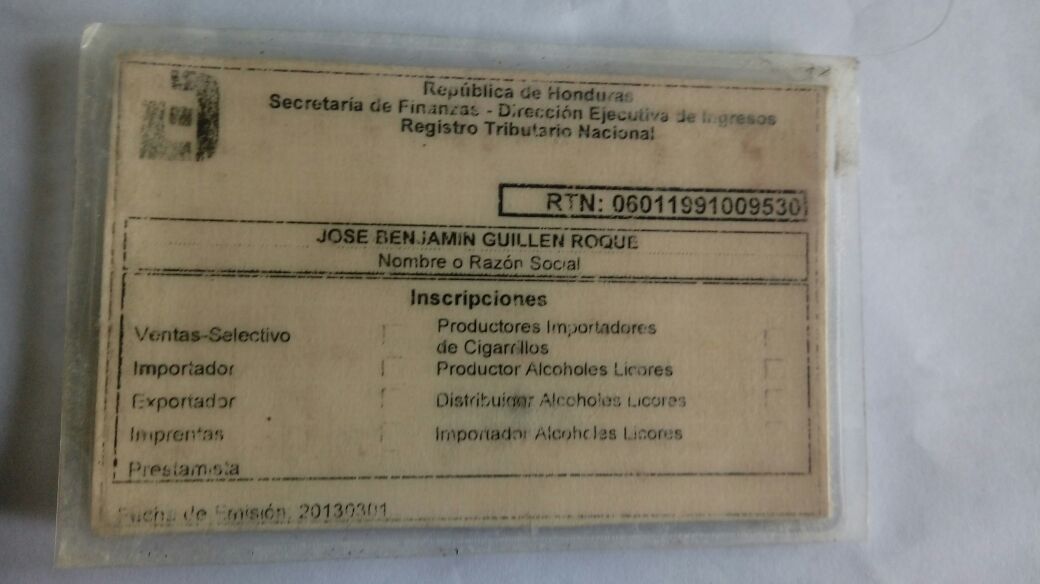 República de Honduras
Secretaría de Finanzas - Dirección Ejecutiva de Ingresos
Registro Tributario Nacional
RTN: 06011991009530
JOSE BENJAMIN GUILLEN ROQUE
Nombre o Razón Social
Inscripciones
Ventas-Selectivo
Productores Importadores
de Cigarrillos
Importador
Productor Alcoholes Licores
Exportador
Distribuidor Alcoholes Licores
Imprentas
Importador Alcoholes Licores
Prestamista
Fecha de Emisión: 20130301